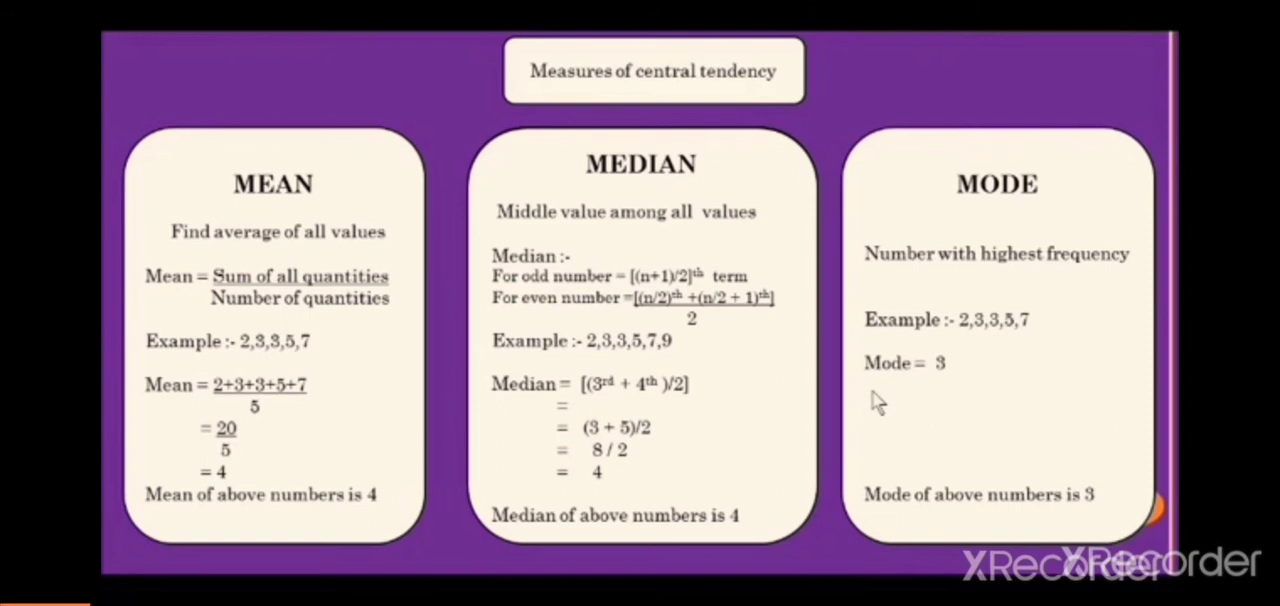 Measures of central tendency
MEAN
Find average of all values
Mean = Sum of all quantities
Number of quantities
Example :- 2,3,3,5,7
Mean = 2+3+3+5+7
5
= 20
5
= 4
Mean of above numbers is 4
MEDIAN
Middle value among all values
Median :-
For odd number = [(n+1)/2]th term
For even number =[(n/2)th +(n/2 + 1)th]
2
Example :- 2,3,3,5,7,9
Median = [(3rd + 4th )/2]
=
= (3 + 5)/2
= 8 / 2
= 4
Median of above numbers is 4
MODE
Number with highest frequency
Example :- 2,3,3,5,7
Mode = 3
Mode of above numbers is 3
XRecorder
XRecorder